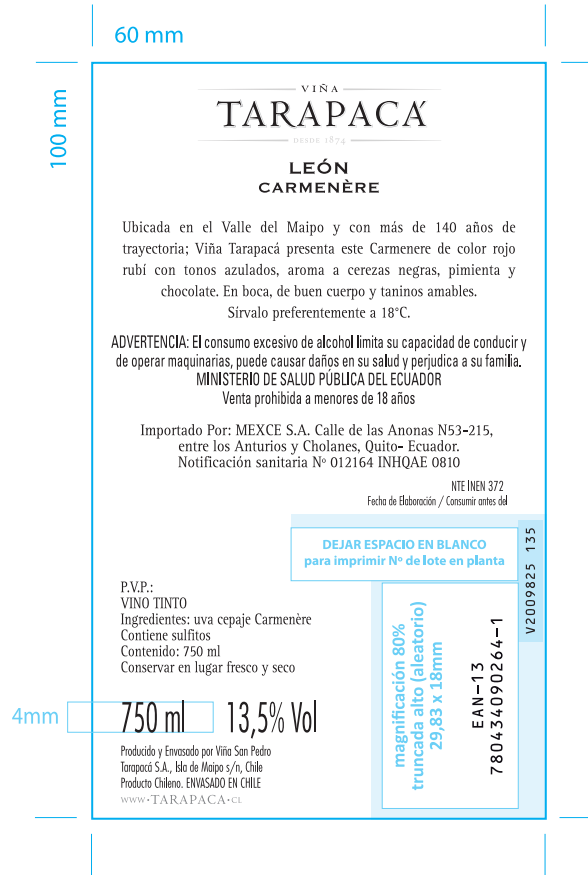 60 mm
100 mm
VIÑA
TARAPACÁ
DESDE 1874
LEÓN
CARMENÈRE
Ubicada en el Valle del Maipo y con más de 140 años de
trayectoria; Viña Tarapacá presenta este Carmenere de color rojo
rubí con tonos azulados, aroma a cerezas negras, pimienta y
chocolate. En boca, de buen cuerpo y taninos amables.
Sírvalo preferentemente a 18°C.
ADVERTENCIA: El consumo excesivo de alcohol limita su capacidad de conducir y
de operar maquinarias, puede causar daños en su salud y perjudica a su familia.
MINISTERIO DE SALUD PÚBLICA DEL ECUADOR
Venta prohibida a menores de 18 años
Importado Por: MEXCE S.A. Calle de las Anonas N53-215,
entre los Anturios y Cholanes, Quito- Ecuador.
Notificación sanitaria Nº 012164 INHQAE 0810
NTE INEN 372
Fecha de Elaboración / Consumir antes del
DEJAR ESPACIO EN BLANCO
para imprimir Nº de lote en planta
V2009825 135
P.V.P.:
VINO TINTO
Ingredientes: uva cepaje Carmenère
Contiene sulfitos
Contenido: 750 ml
Conservar en lugar fresco y seco
magnificación 80%
truncada alto (aleatorio)
29,83 x 18mm
EAN-13
780434090264-1
4mm
750 ml 13,5% Vol
Producido y Envasado por Viña San Pedro
Tarapacá S.A., Isla de Maipo s/n, Chile
Producto Chileno. ENVASADO EN CHILE
WWW•TARAPACA•CL